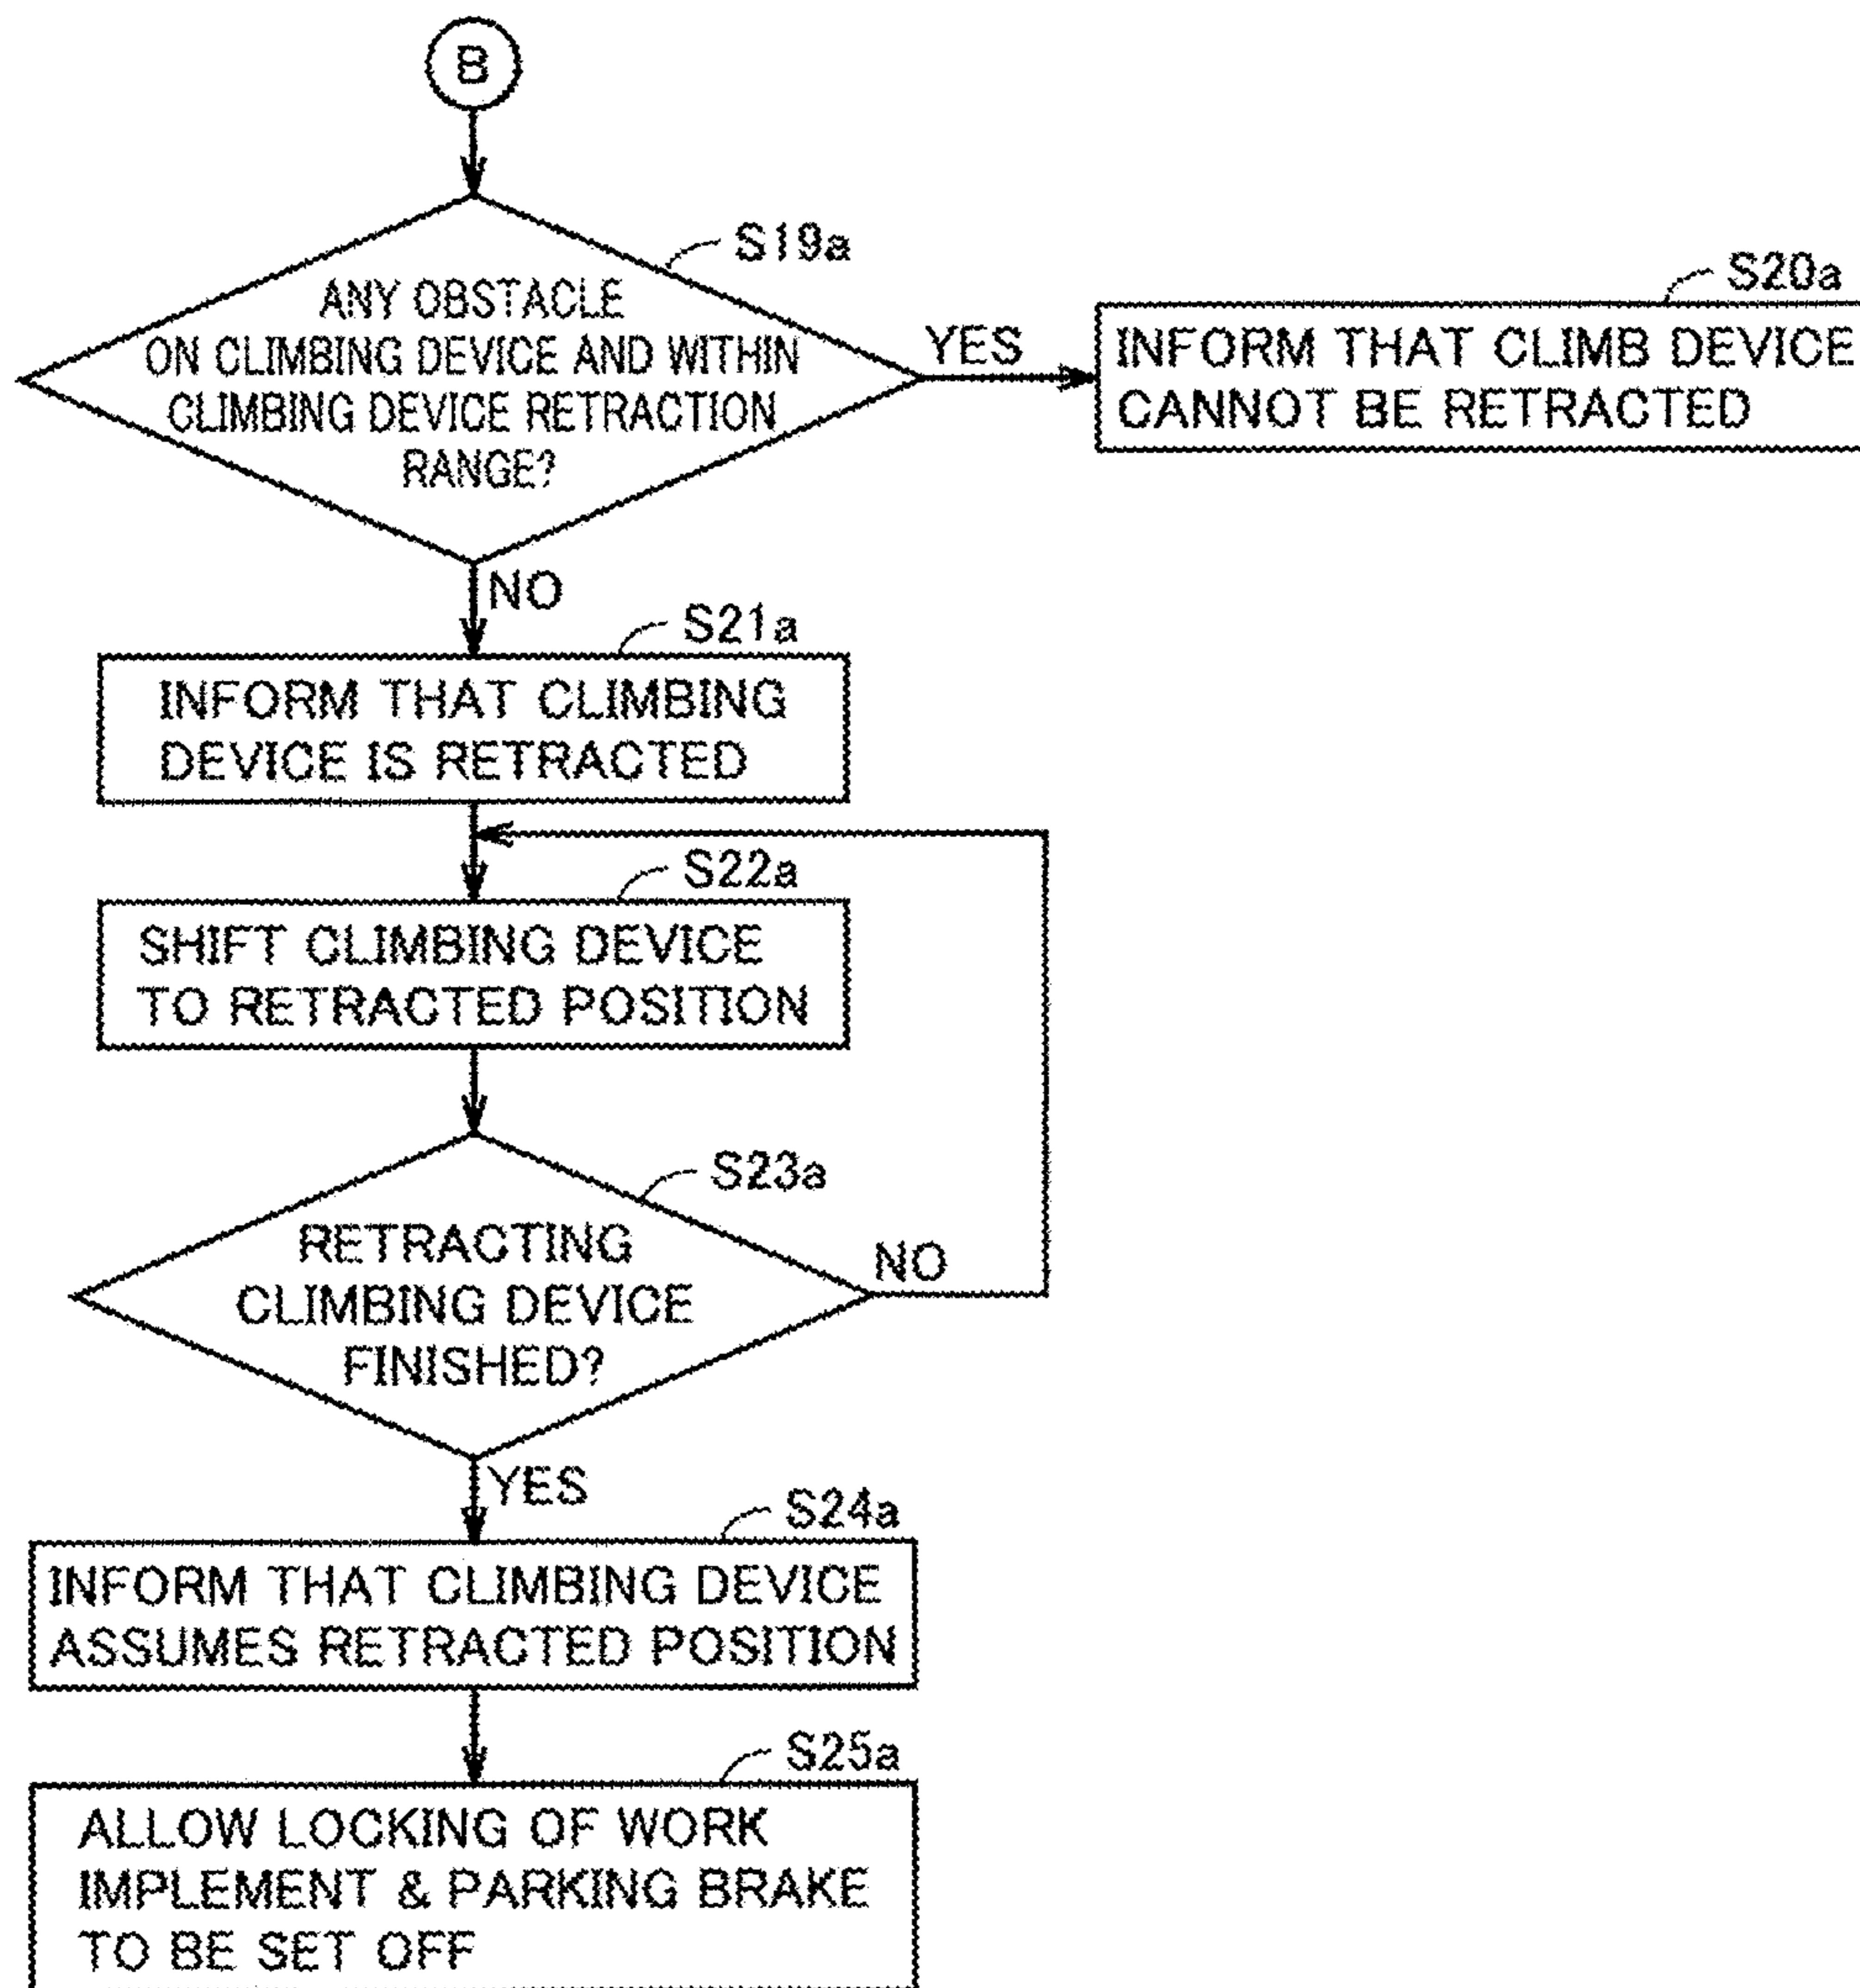 B
S19a
ANY OBSTACLE
ON CLIMBING DEVICE AND WITHIN
CLIMBING DEVICE RETRACTION
RANGE?
YES
S20a
INFORM THAT CLIMB DEVICE
CANNOT BE RETRACTED
NO
S21a
INFORM THAT CLIMBING
DEVICE IS RETRACTED
S22a
SHIFT CLIMBING DEVICE
TO RETRACTED POSITION
S23a
RETRACTING
CLIMBING DEVICE
FINISHED?
NO
YES
S24a
INFORM THAT CLIMBING DEVICE
ASSUMES RETRACTED POSITION
S25a
ALLOW LOCKING OF WORK
IMPLEMENT & PARKING BRAKE
TO BE SET OFF